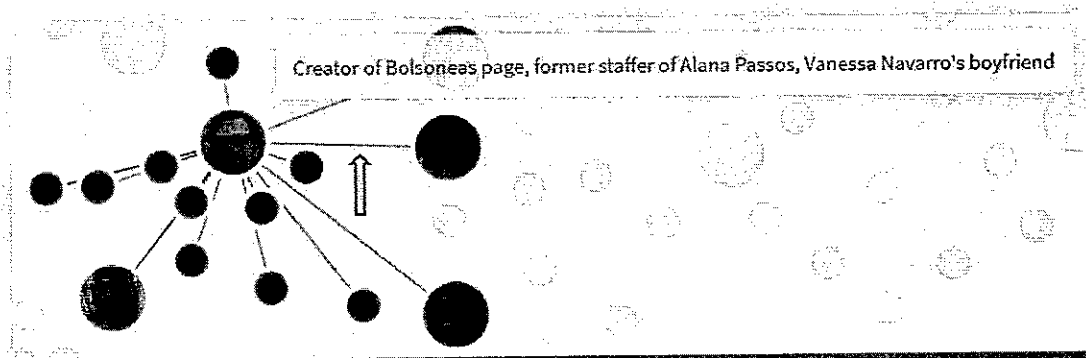 Creator of Bolsoneas page, former staffer of Alana Passos, Vanessa Navarro's boyfriend